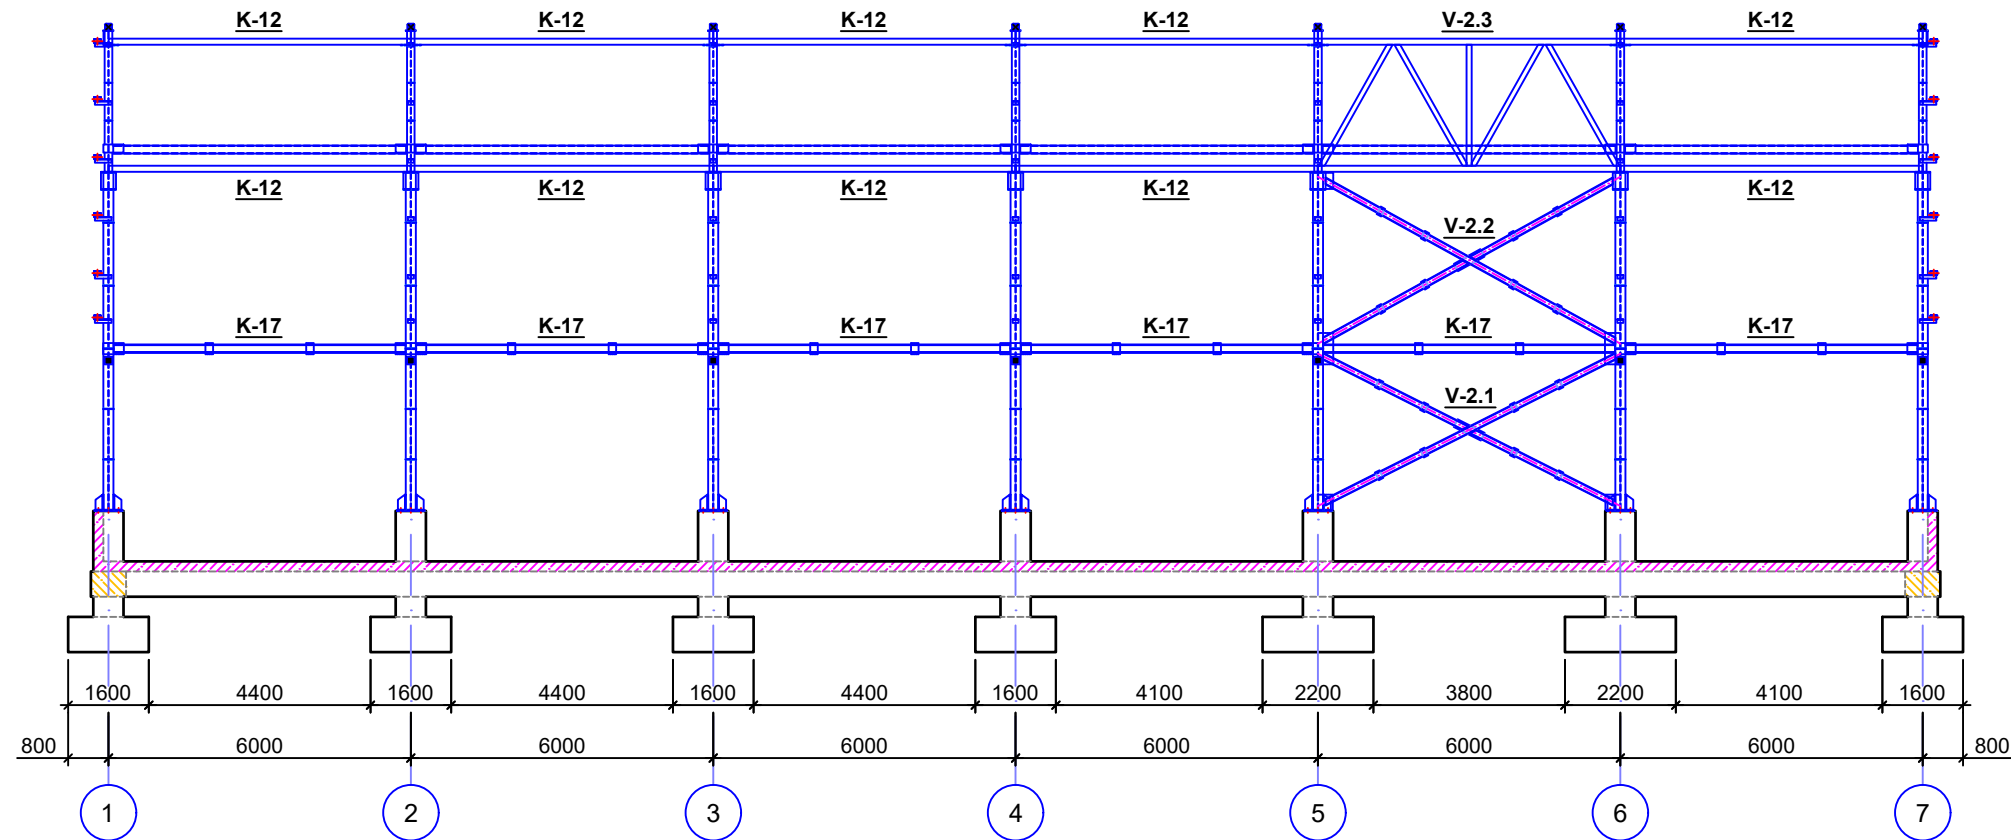 K-12 K-12 K-12 K-12 V-2.3 K-12
K-12 K-12 K-12 K-12 K-12
V-2.2
K-17 K-17 K-17 K-17 K-17 K-17
V-2.1
1600 4400 1600 4400 1600 4400 1600 4100 2200 3800 2200 4100 1600
800 6000 6000 6000 6000 6000 6000 800
1 2 3 4 5 6 7